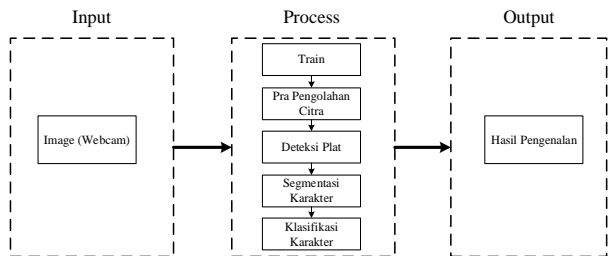 Input
Process
Output
Image (Webcam)
Train
Pra Pengolahan
Citra
Deteksi Plat
Segmentasi
Karakter
Klasifikasi
Karakter
Hasil Pengenalan